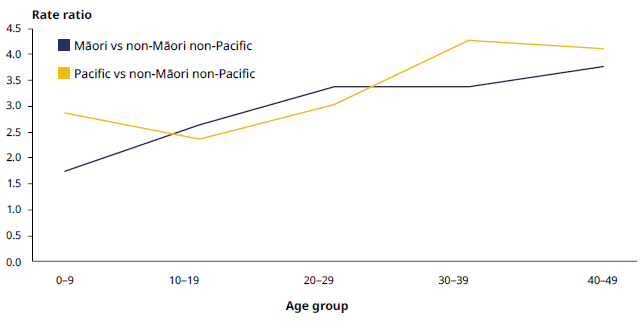 Rate ratio
4.5
Māori vs non-Māori non-Pacific
4.0
Pacific vs non-Māori non-Pacific
3.5
3.0
2.5
2.0
1.5
1.0
0.5
0.0
0–9 10–19 20–29 30–39 40–49
Age group